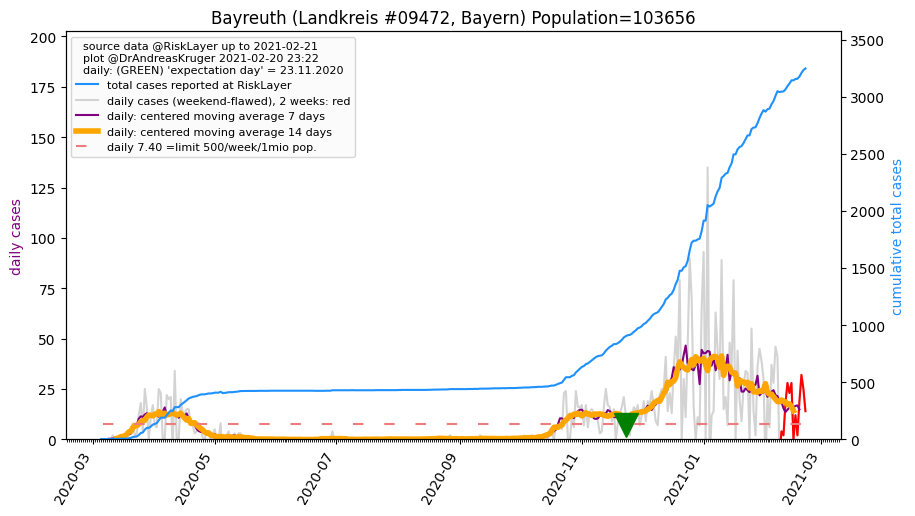 Bayreuth (Landkreis #09472, Bayern) Population=103656
source data @RiskLayer up to 2021-02-21
plot @DrAndreasKruger 2021-02-20 23:22
daily: (GREEN) 'expectation day' = 23.11.2020
total cases reported at RiskLayer
daily cases (weekend-flawed), 2 weeks: red
daily: centered moving average 7 days
daily: centered moving average 14 days
daily 7.40 =limit 500/week/1mio pop.
daily cases
200
175
150
125
100
75
50
25
0
3500
3000
2500
2000
1500
1000
500
0
cumulative total cases
2020-03
2020-05
2020-07
2020-09
2020-11
2021-01
2021-03